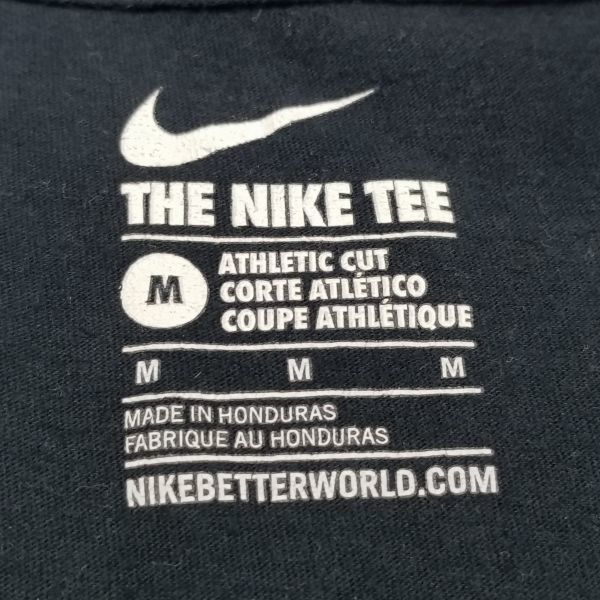 THE NIKE TEE
M
ATHLETIC CUT
CORTE ATLÉTICO
COUPE ATHLÉTIQUE
M M M
MADE IN HONDURAS
FABRIQUE AU HONDURAS
NIKEBETTERWORLD.COM